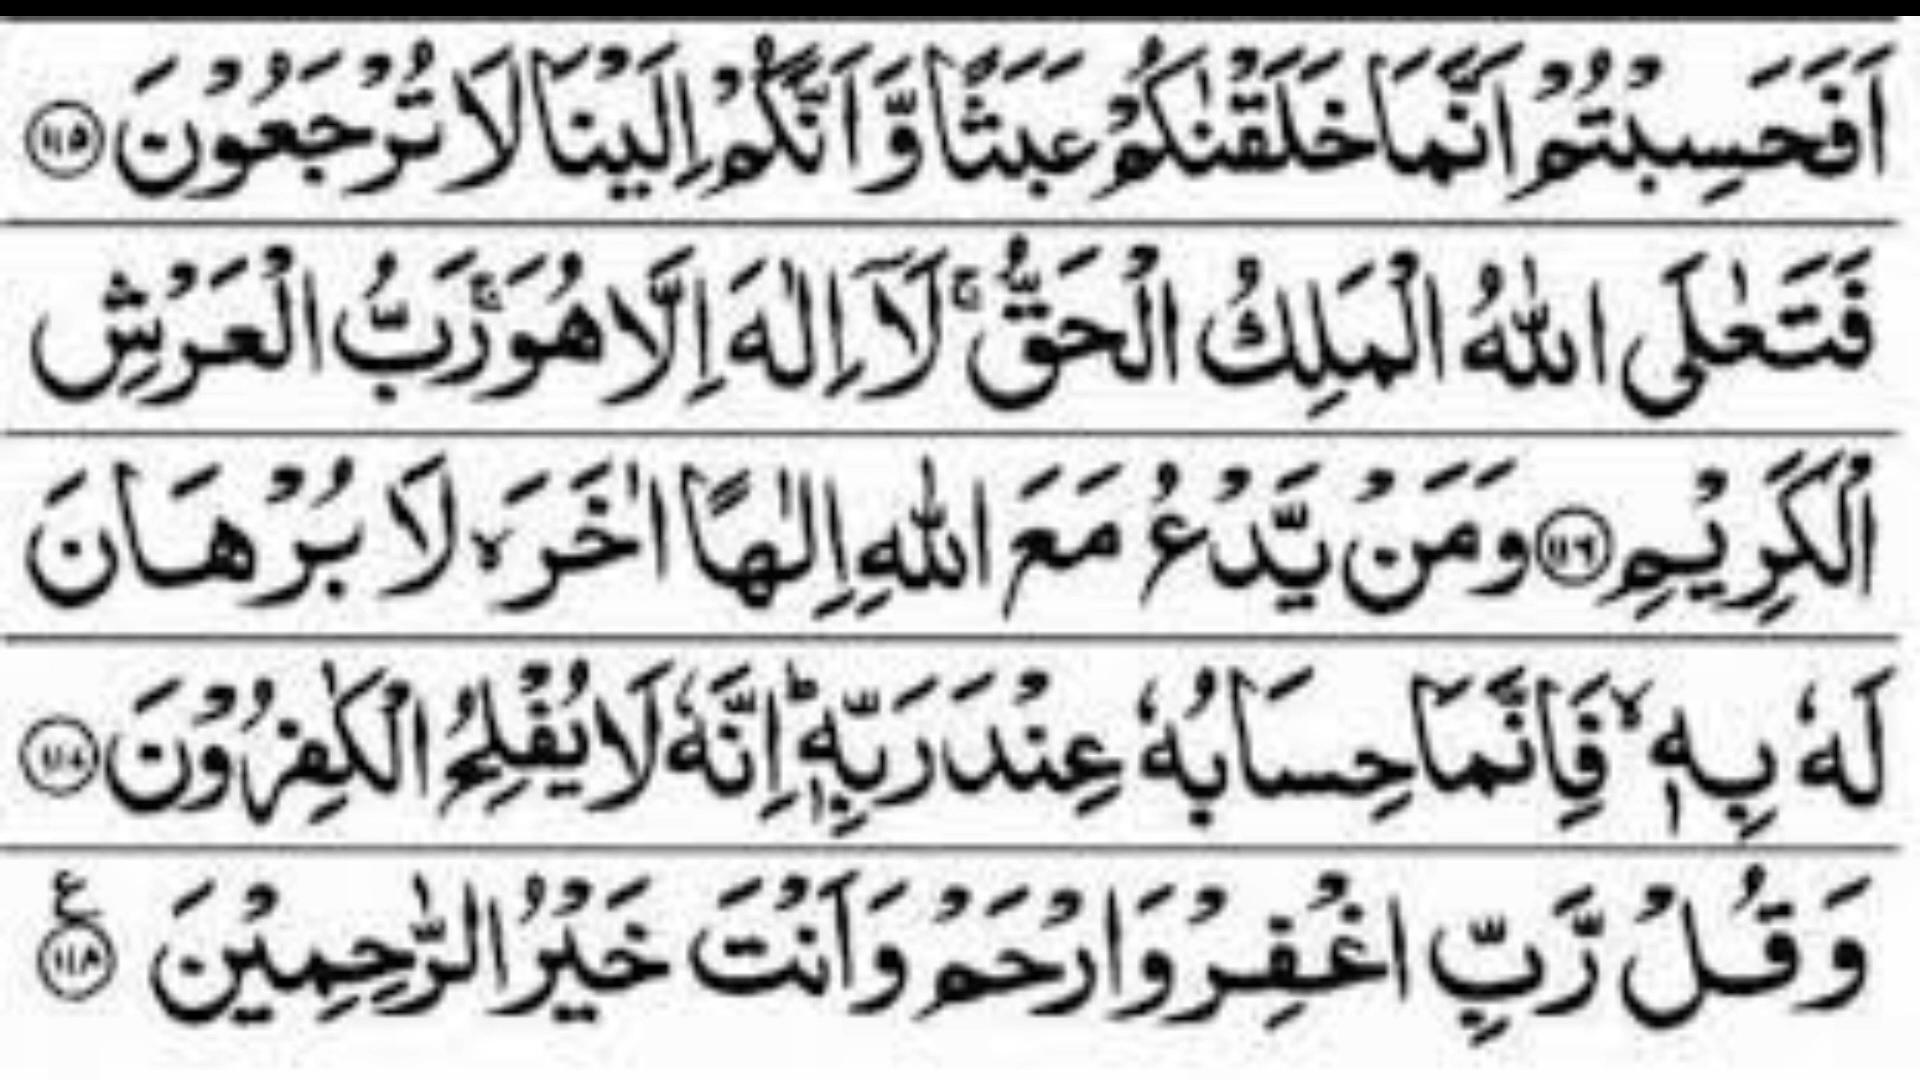 اَفَحَسِبْتُمْ اَنَّمَا خَلَقْنٰكُمْ عَبَثًا وَّاَنَّكُمْ اِلَيْنَا لَا تُرْجَعُوْنَ ۝۱۱۵
فَتَعٰلَى اللّٰهُ الْمَلِكُ الْحَقُّ ۚ لَاۤ اِلٰهَ اِلَّا هُوَ ۚ رَبُّ الْعَرْشِ
الْكَرِيْمِ ۝۱۱۶ وَمَنْ يَّدْعُ مَعَ اللّٰهِ اِلٰهًا اٰخَرَ ۙ لَا بُرْهَانَ
لَهٗ بِهٖ ۙ فَاِنَّمَا حِسَابُهٗ عِنْدَ رَبِّهٖ ؕ اِنَّهٗ لَا يُفْلِحُ الْكٰفِرُوْنَ ۝۱۱۷
وَقُلْ رَّبِّ اغْفِرْ وَارْحَمْ وَاَنْتَ خَيْرُ الرّٰحِمِيْنَ ۝۱۱۸ ع